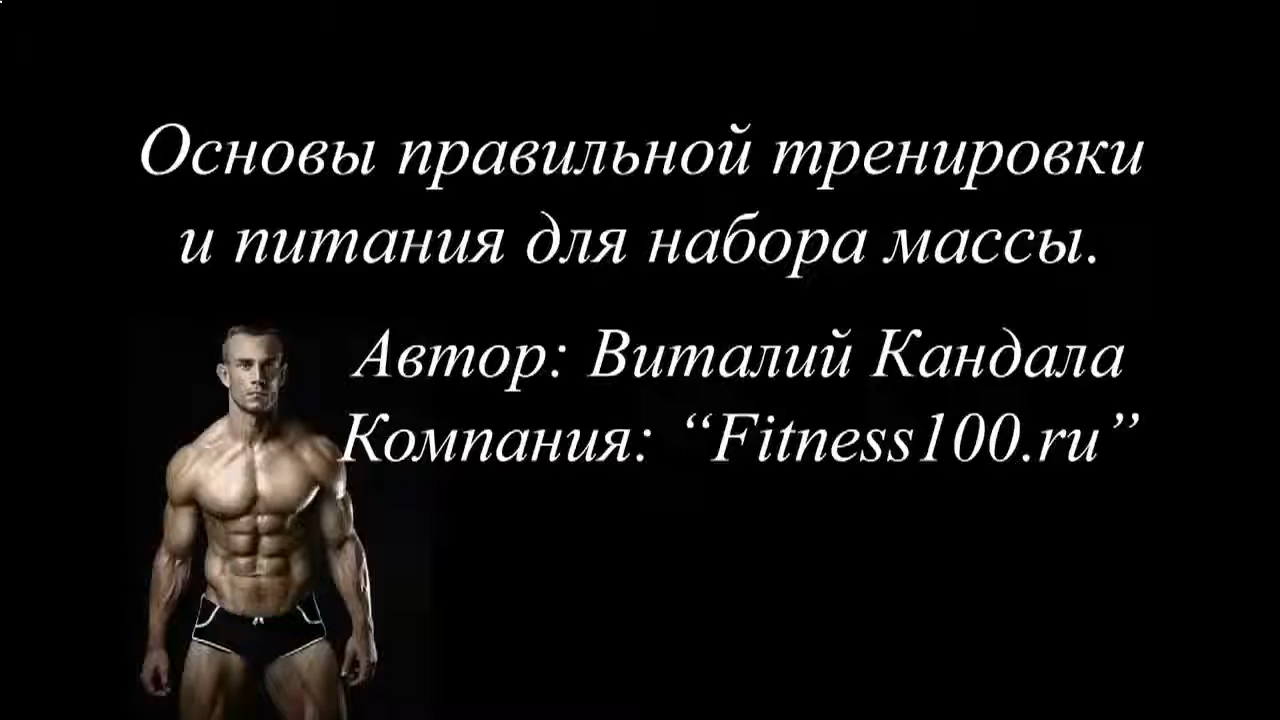 Основы правильной тренировки
и питания для набора массы.
Автор: Виталий Кандала
Компания: “Fitness100.ru”